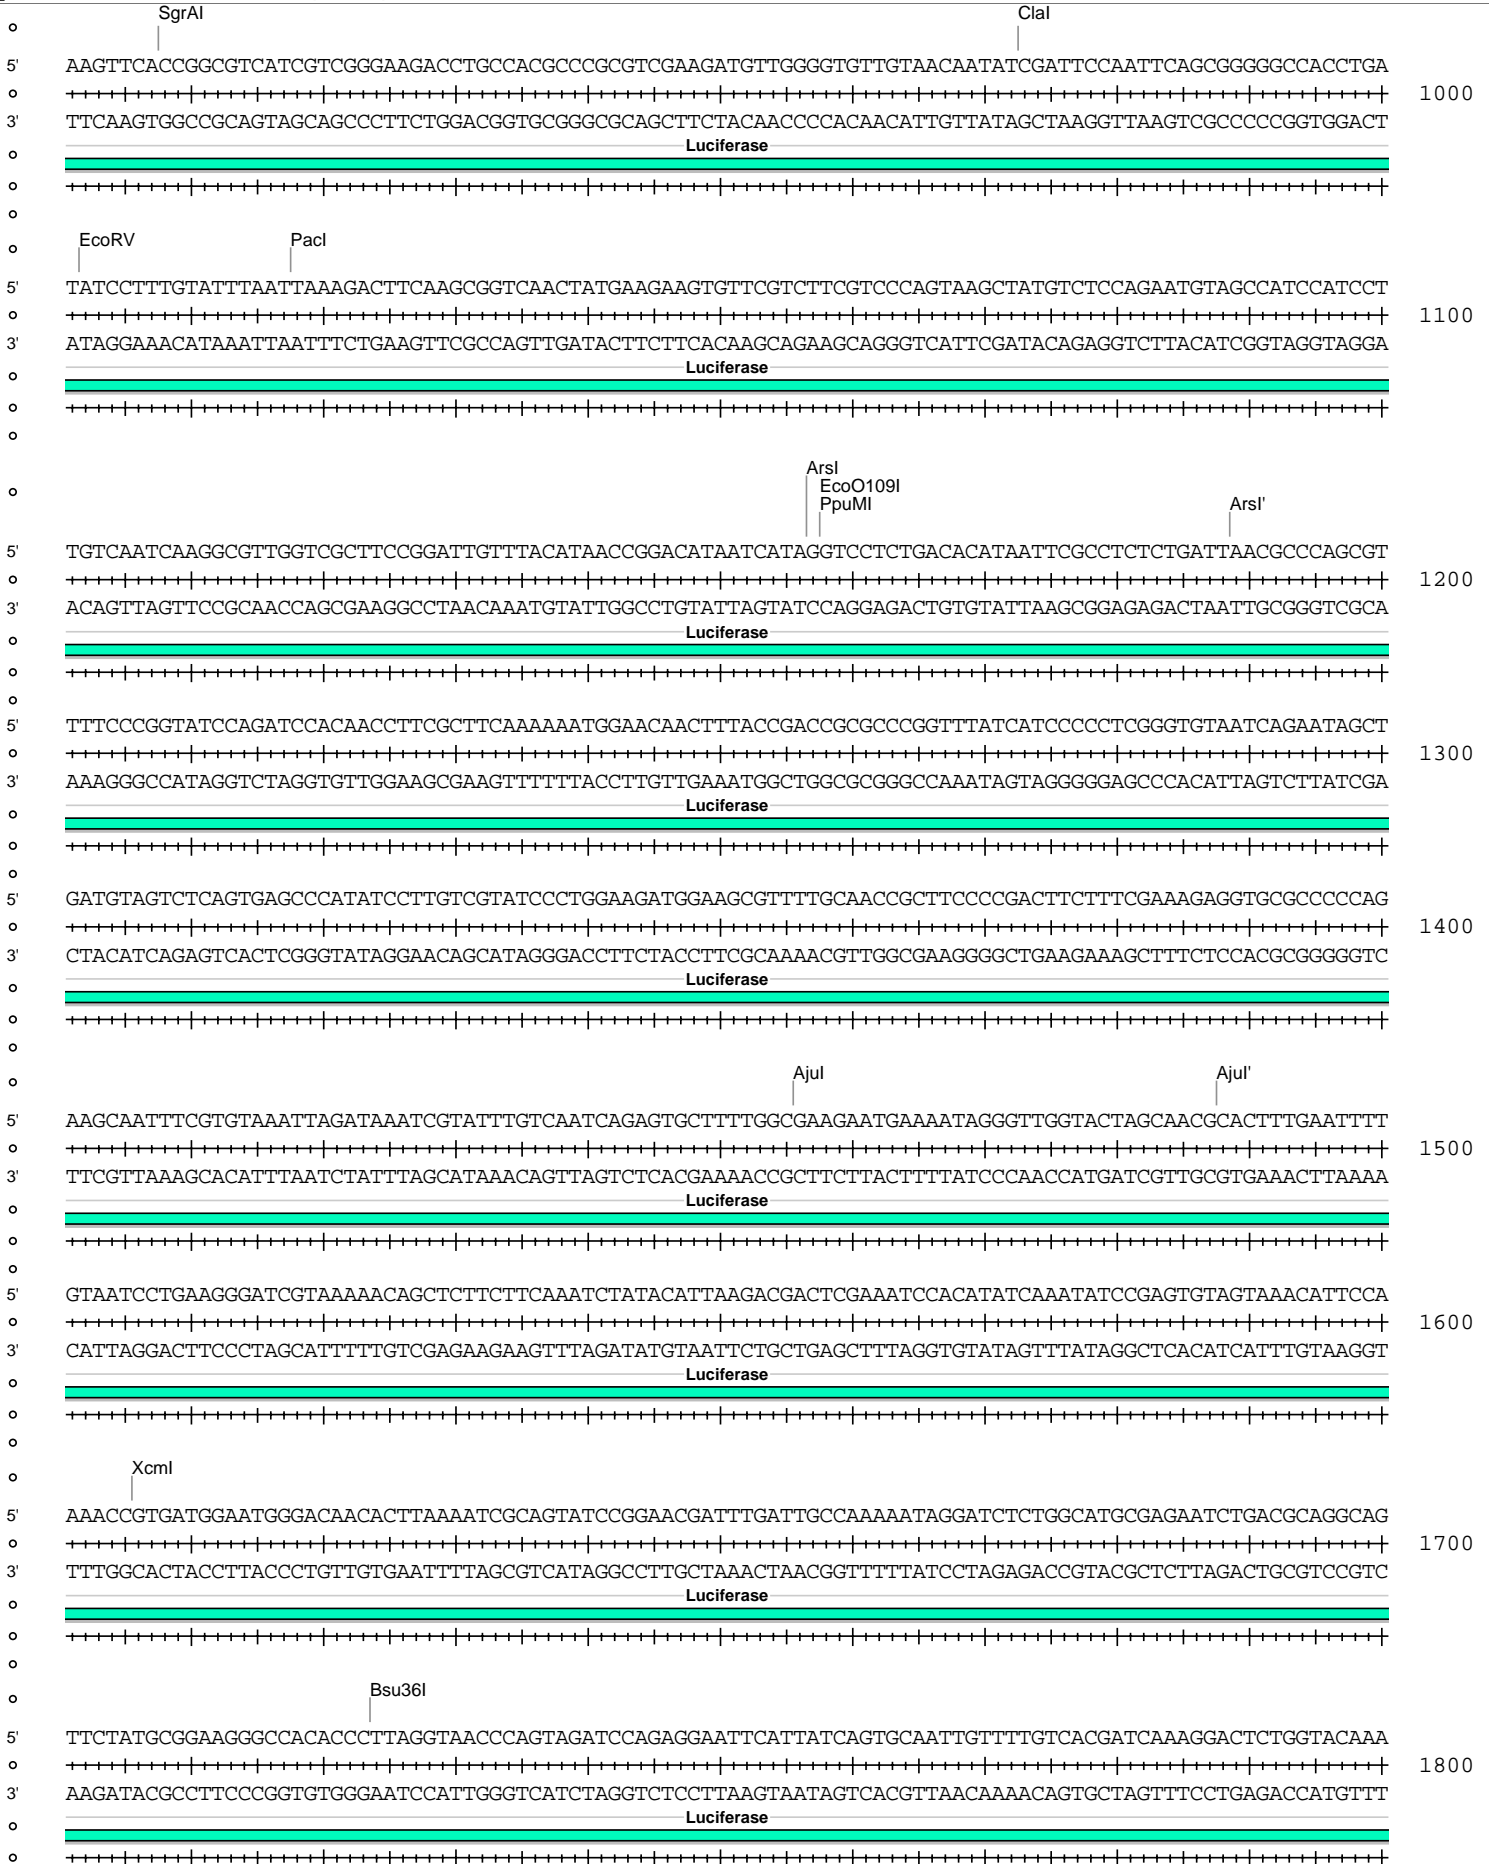 SgrAI ClaI
5' AAGTTCACCGGCGTCATCGTCGGGAAGACCTGCCACGCCCGCGTCGAAGATGTTGGGGTGTTGTAACAATATCGATTCCAATTCAGCGGGGGCCACCTGA
1000
3' TTCAAGTGGCCGCAGTAGCAGCCCTTCTGGACGGTGCGGGCGCAGCTTCTACAACCCCACAACATTGTTATAGCTAAGGTTAAGTCGCCCCCGGTGGACT
Luciferase
EcoRV PacI
5' TATCCTTTGTATTTAATTAAAGACTTCAAGCGGTCAACTATGAAGAAGTGTTCGTCTTCGTCCCAGTAAGCTATGTCTCCAGAATGTAGCCATCCATCCT
1100
3' ATAGGAAACATAAATTAATTTCTGAAGTTCGCCAGTTGATACTTCTTCACAAGCAGAAGCAGGGTCATTCGATACAGAGGTCTTACATCGGTAGGTAGGA
Luciferase
ArsI
EcoO109I
PpuMI ArsI'
5' TGTCAATCAAGGCGTTGGTCGCTTCCGGATTGTTTACATAACCGGACATAATCATAGGTCCTCTGACACATAATTCGCCTCTCTGATTAACGCCCAGCGT
1200
3' ACAGTTAGTTCCGCAACCAGCGAAGGCCTAACAAATGTATTGGCCTGTATTAGTATCCAGGAGACTGTGTATTAAGCGGAGAGACTAATTGCGGGTCGCA
Luciferase
5' TTTCCCGGTATCCAGATCCACAACCTTCGCTTCAAAAAATGGAACAACTTTACCGACCGCGCCCGGTTTATCATCCCCCTCGGGTGTAATCAGAATAGCT
1300
3' AAAGGGCCATAGGTCTAGGTGTTGGAAGCGAAGTTTTTTACCTTGTTGAAATGGCTGGCGCGGGCCAAATAGTAGGGGGAGCCCACATTAGTCTTATCGA
Luciferase
5' GATGTAGTCTCAGTGAGCCCATATCCTTGTCGTATCCCTGGAAGATGGAAGCGTTTTGCAACCGCTTCCCCGACTTCTTTCGAAAGAGGTGCGCCCCCAG
1400
3' CTACATCAGAGTCACTCGGGTATAGGAACAGCATAGGGACCTTCTACCTTCGCAAAACGTTGGCGAAGGGGCTGAAGAAAGCTTTCTCCACGCGGGGGTC
Luciferase
AjuI AjuI'
5' AAGCAATTTCGTGTAAATTAGATAAATCGTATTTGTCAATCAGAGTGCTTTTGGCGAAGAATGAAAATAGGGTTGGTACTAGCAACGCACTTTGAATTTT
1500
3' TTCGTTAAAGCACATTTAATCTATTTAGCATAAACAGTTAGTCTCACGAAAACCGCTTCTTACTTTTATCCCAACCATGATCGTTGCGTGAAACTTAAAA
Luciferase
5' GTAATCCTGAAGGGATCGTAAAAACAGCTCTTCTTCAAATCTATACATTAAGACGACTCGAAATCCACATATCAAATATCCGAGTGTAGTAAACATTCCA
1600
3' CATTAGGACTTCCCTAGCATTTTTGTCGAGAAGAAGTTTAGATATGTAATTCTGCTGAGCTTTAGGTGTATAGTTTATAGGCTCACATCATTTGTAAGGT
Luciferase
XcmI
5' AAACCGTGATGGAATGGGACAACACTTAAAATCGCAGTATCCGGAACGATTTGATTGCCAAAAATAGGATCTCTGGCATGCGAGAATCTGACGCAGGCAG
1700
3' TTTGGCACTACCTTACCCTGTTGTGAATTTTAGCGTCATAGGCCTTGCTAAACTAACGGTTTTTATCCTAGAGACCGTACGCTCTTAGACTGCGTCCGTC
Luciferase
Bsu36I
5' TTCTATGCGGAAGGGCCACACCCTTAGGTAACCCAGTAGATCCAGAGGAATTCATTATCAGTGCAATTGTTTTGTCACGATCAAAGGACTCTGGTACAAA
1800
3' AAGATACGCCTTCCCGGTGTGGGAATCCATTGGGTCATCTAGGTCTCCTTAAGTAATAGTCACGTTAACAAAACAGTGCTAGTTTCCTGAGACCATGTTT
Luciferase